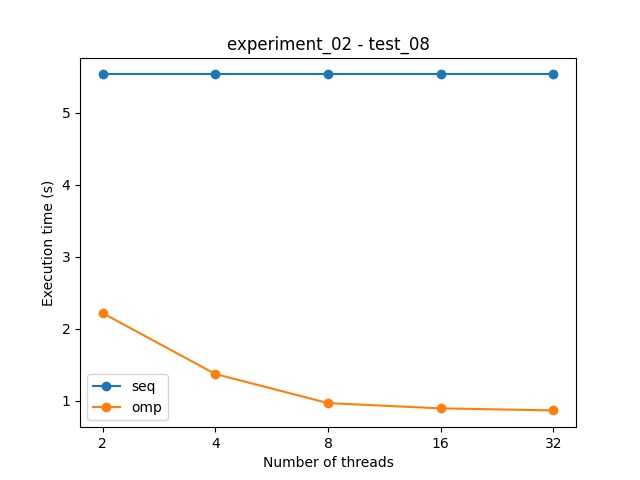 experiment_02 - test_08
Execution time (s)
5
4
3
2
1
seq
omp
2 4 8 16 32
Number of threads